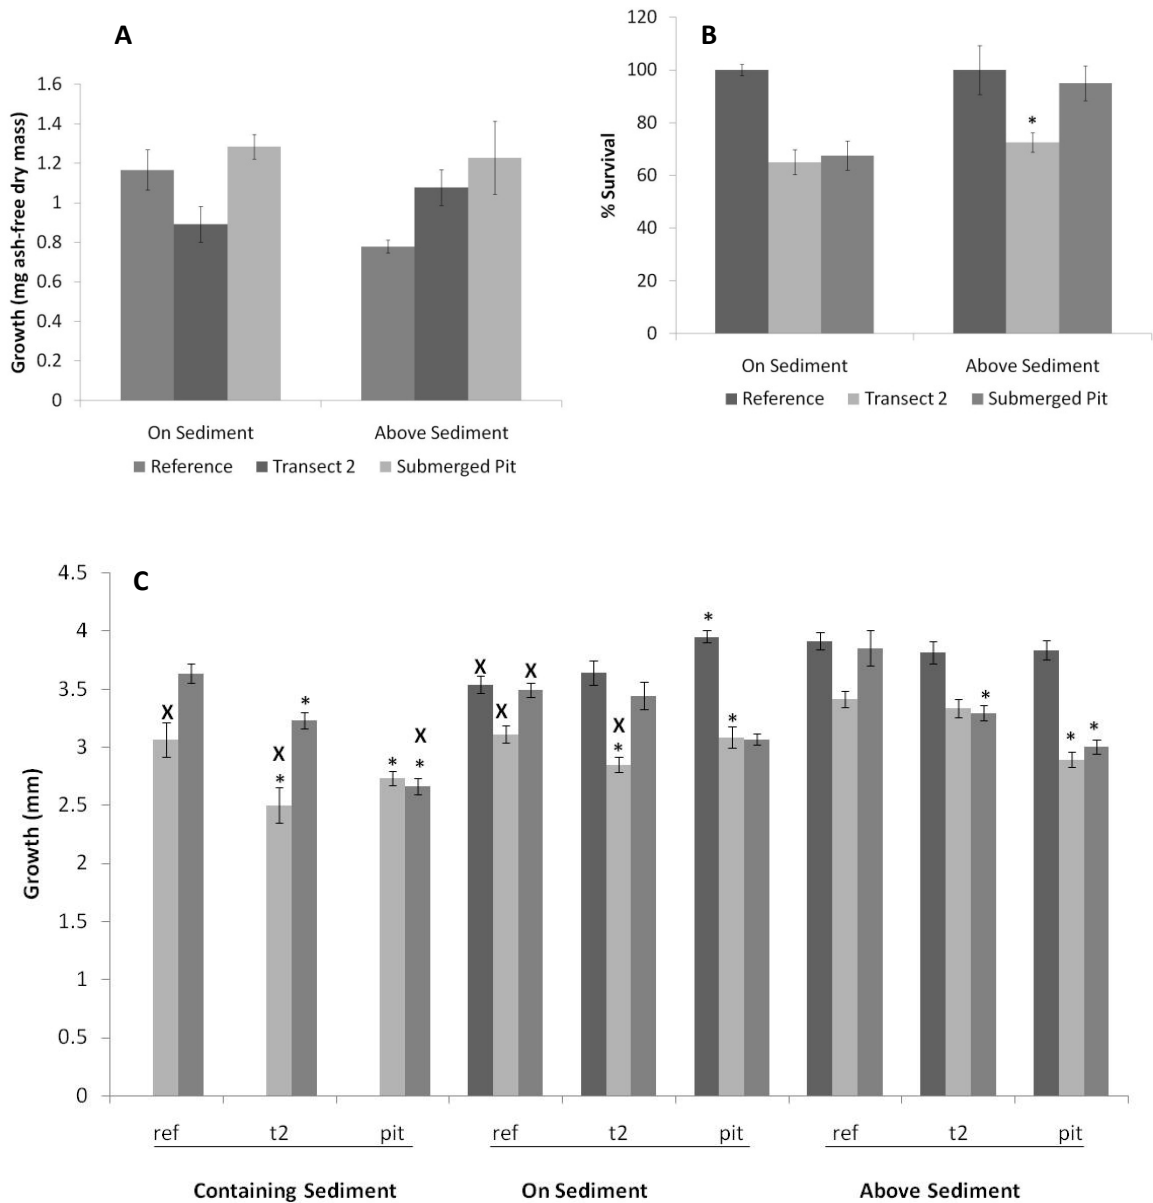 A
Growth (mg ash-free dry mass)
1.6
1.4
1.2
1
0.8
0.6
0.4
0.2
0
On Sediment
Above Sediment
Reference
Transect 2
Submerged Pit
B
% Survival
120
100
80
60
40
20
0
*
On Sediment
Above Sediment
Reference
Transect 2
Submerged Pit
C
Growth (mm)
4.5
4
3.5
3
2.5
2
1.5
1
0.5
0
X
X
*
*
*
X
*
X
X
X
X
*
*
*
*
*
*
ref t2 pit ref t2 pit ref t2 pit
Containing Sediment On Sediment Above Sediment